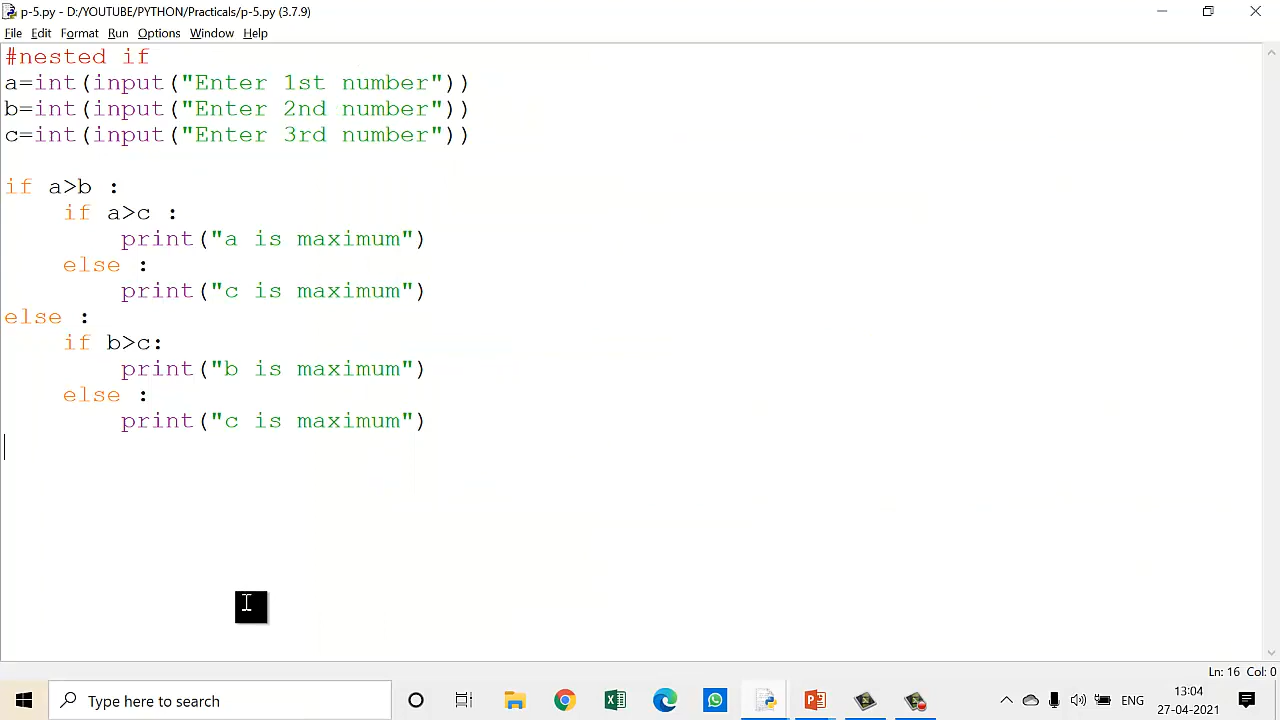 p-5.py - D:/YOUTUBE/PYTHON/Practicals/p-5.py (3.7.9)
File Edit Format Run Options Window Help
#nested if
a=int(input("Enter 1st number"))
b=int(input("Enter 2nd number"))
c=int(input("Enter 3rd number"))
if a>b :
    if a>c :
        print("a is maximum")
    else :
        print("c is maximum")
else :
    if b>c:
        print("b is maximum")
    else :
        print("c is maximum")
Ln: 16 Col: 0
Type here to search
ENG
13:04
27-04-2021